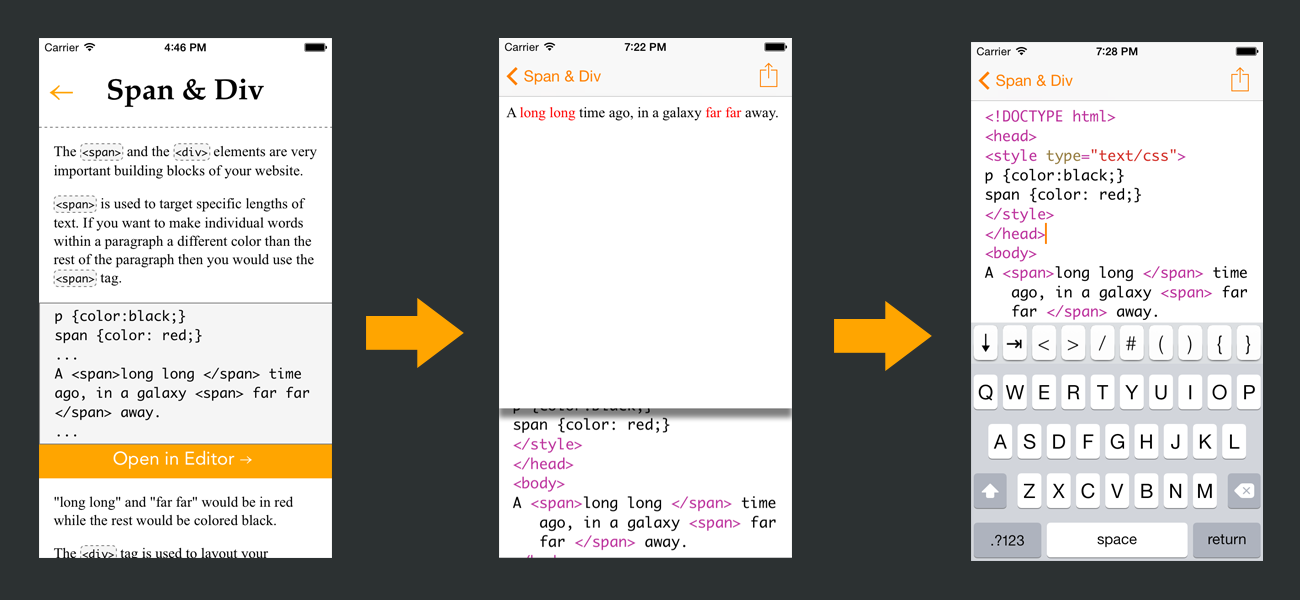 Carrier 4:46 PM
Span & Div
The <span> and the <div> elements are very
important building blocks of your website.
<span> is used to target specific lengths of
text. If you want to make individual words
within a paragraph a different color than the
rest of the paragraph then you would use the
<span> tag.
p {color:black;}
span {color: red;}
...
A <span>long long </span> time
ago, in a galaxy <span> far far
</span> away.
...
Open in Editor →
"long long" and "far far" would be in red
while the rest would be colored black.
The <div> tag is used to layout your
Carrier 7:22 PM
Span & Div
A long long time ago, in a galaxy far far away.
p {color:black;}
span {color: red;}
</style>
</head>
<body>
A <span>long long </span> time
ago, in a galaxy <span> far
far </span> away.
Carrier 7:28 PM
Span & Div
<!DOCTYPE html>
<head>
<style type="text/css">
p {color:black;}
span {color: red;}
</style>
</head>
<body>
A <span>long long </span> time
ago, in a galaxy <span> far
far </span> away.
↓ ⇥ < > / # ( ) { }
Q W E R T Y U I O P
A S D F G H J K L
Z X C V B N M
.?123 space return